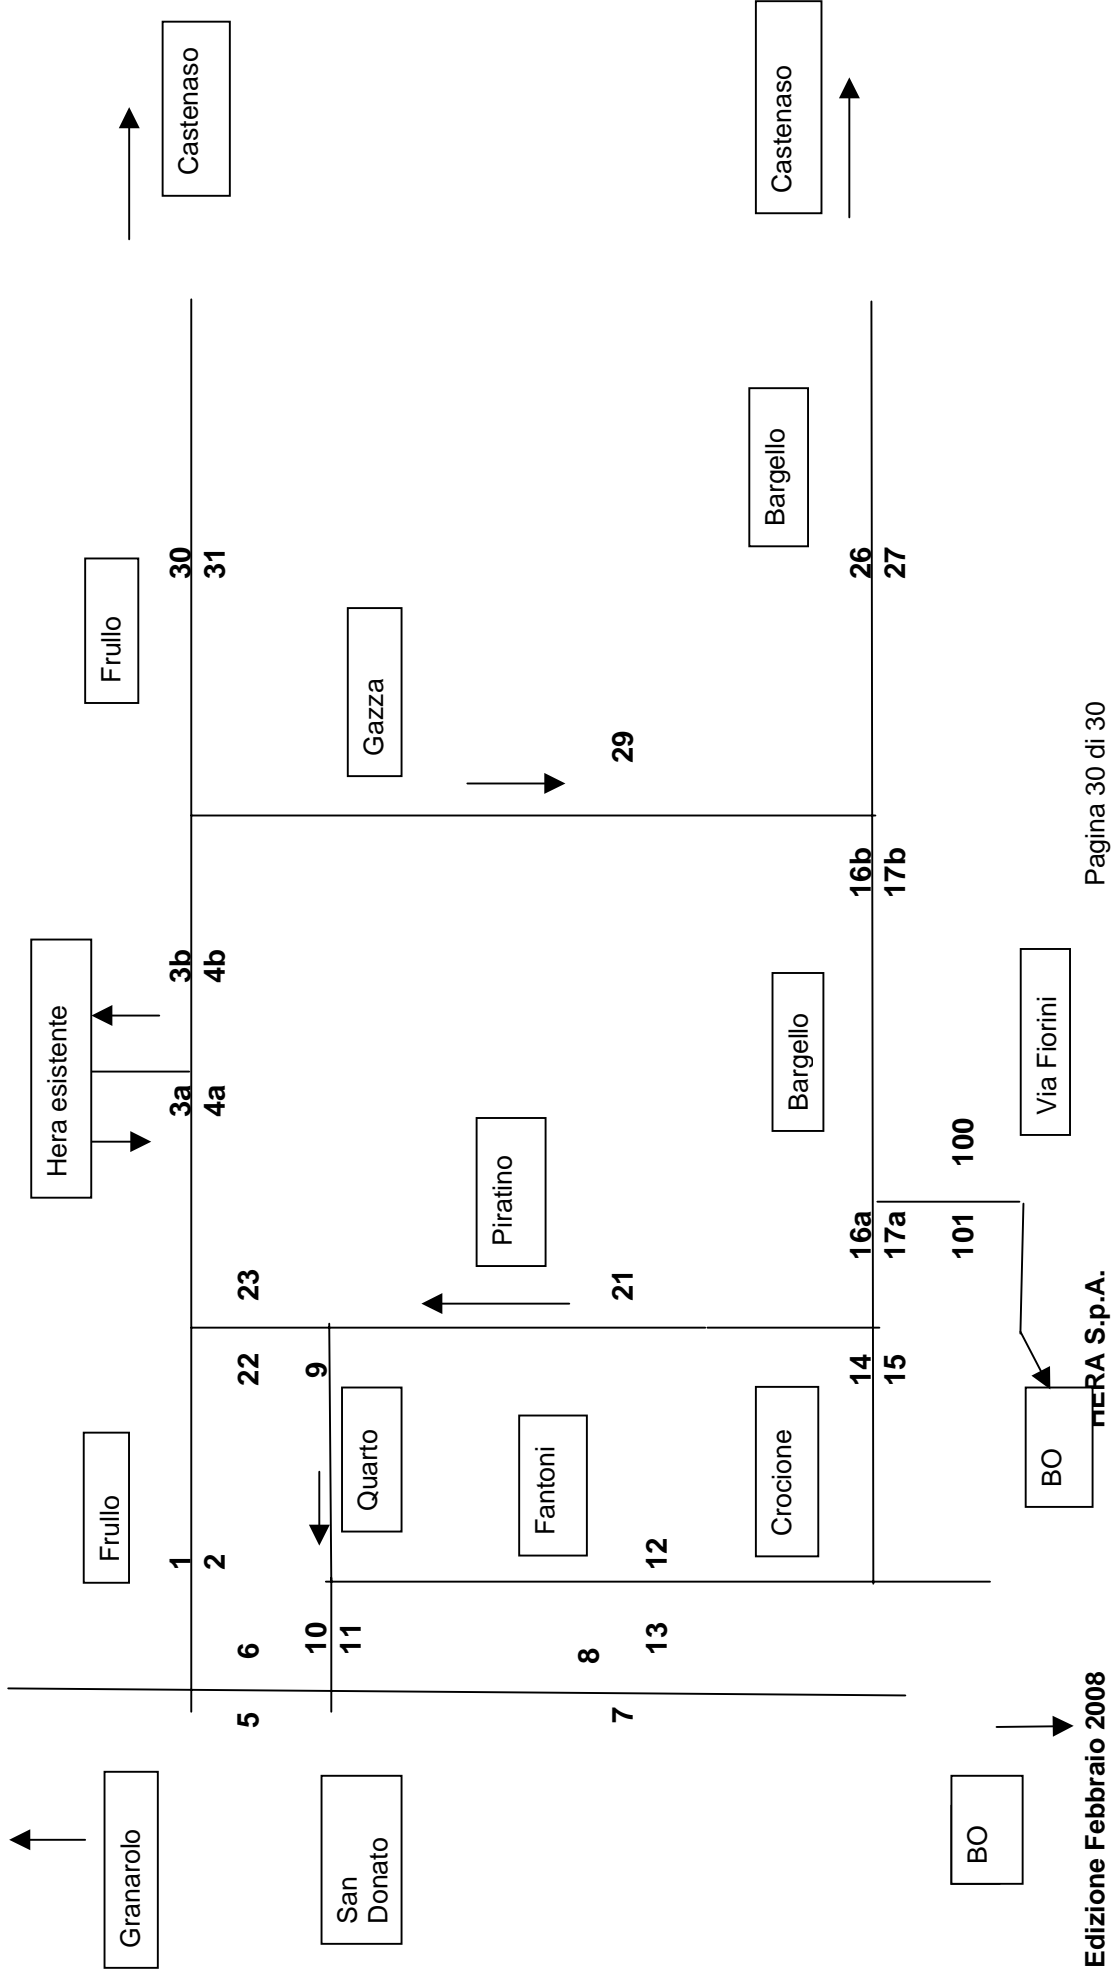 Granarolo
San
Donato
BO
Frullo
Quarto
Fantoni
Crocione
BO
Hera esistente
Piratino
Bargello
Via Fiorini
Frullo
Gazza
Bargello
Castenaso
Castenaso
1
2
3a
4a
3b
4b
30
31
5
6
22
23
9
10
11
7
8
12
13
21
29
14
15
16a
17a
16b
17b
26
27
101
100
Edizione Febbraio 2008
HERA S.p.A.
Pagina 30 di 30